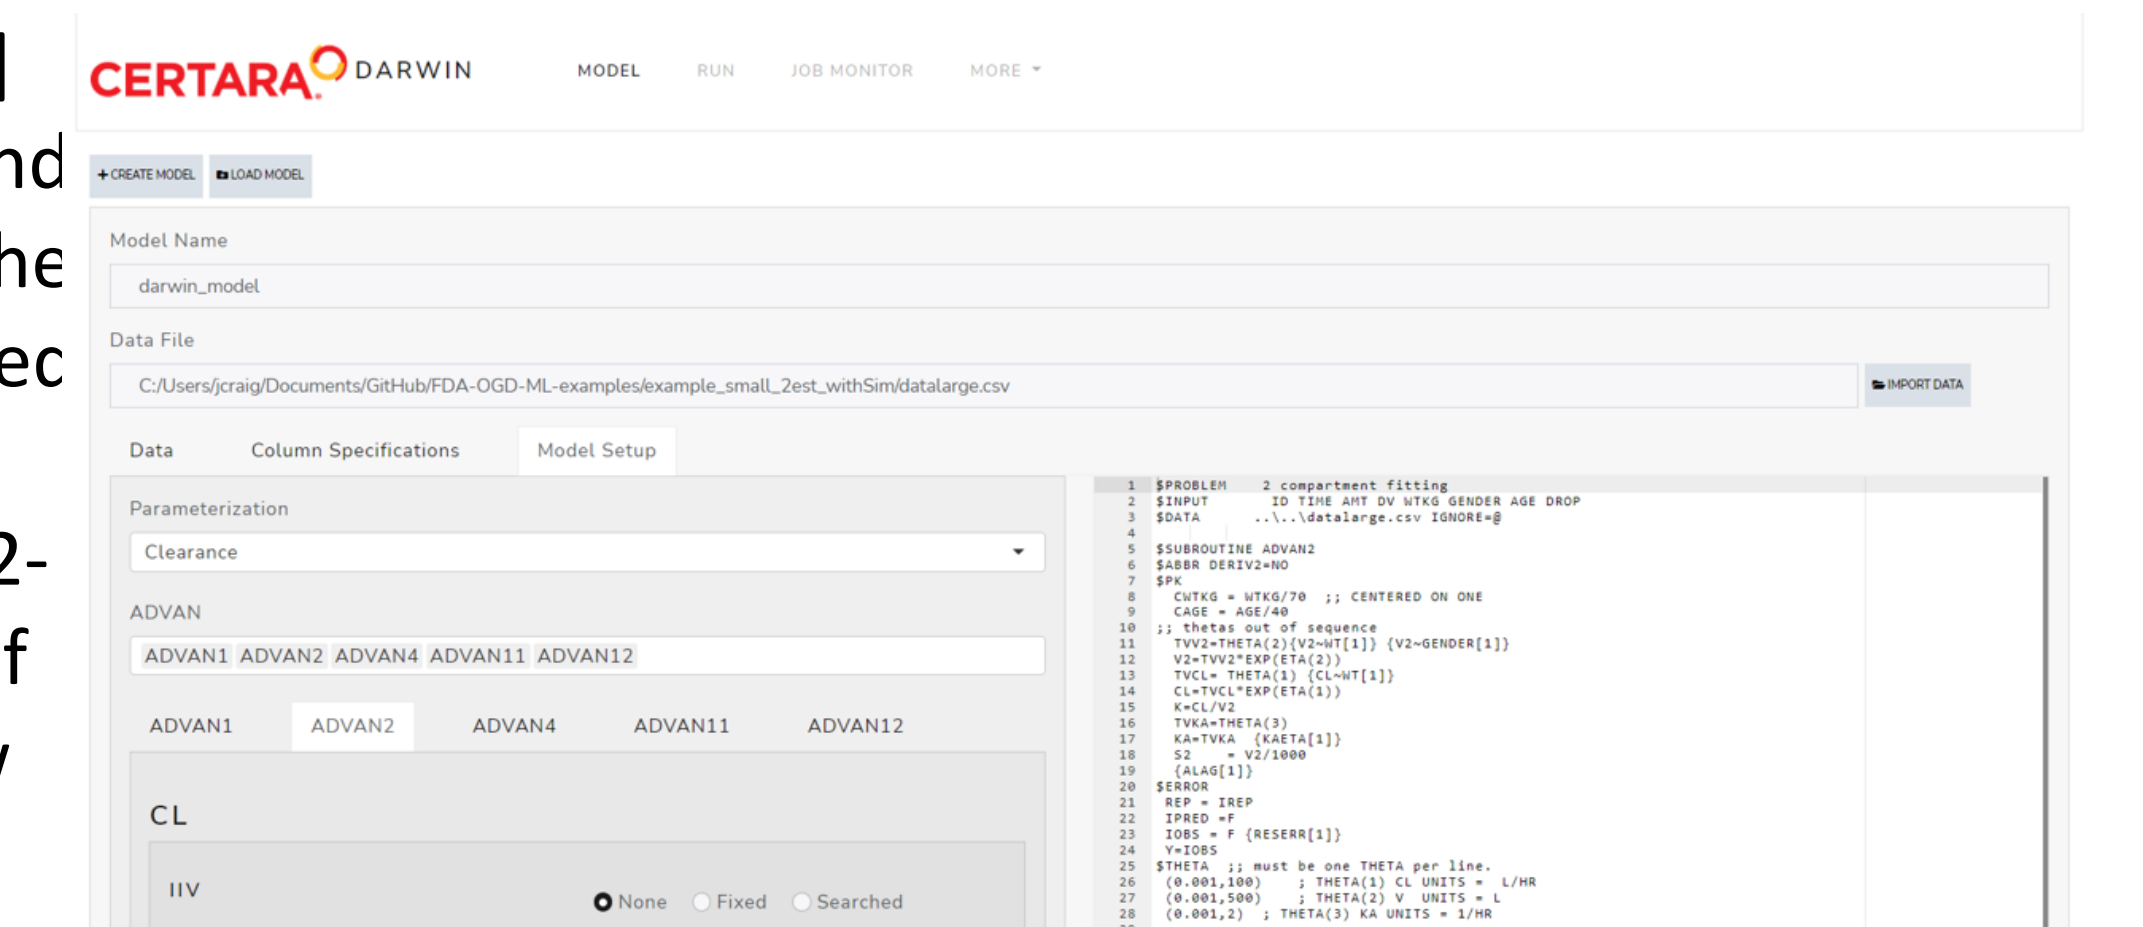 nd
he
2-
f
CERTARA DARWIN MODEL RUN JOB MONITOR MORE
+ CREATE MODEL LOAD MODEL
Model Name
darwin_model
Data File
C:/Users/jcraig/Documents/GitHub/FDA-OGD-ML-examples/example_small_2est_withSim/datalarge.csv IMPORT DATA
Data Column Specifications Model Setup
Parameterization
Clearance
ADVAN
ADVAN1 ADVAN2 ADVAN4 ADVAN11 ADVAN12
ADVAN1 ADVAN2 ADVAN4 ADVAN11 ADVAN12
CL
IIV None Fixed Searched
1 $PROBLEM 2 compartment fitting
2 $INPUT ID TIME AMT DV WTKG GENDER AGE DROP
3 $DATA ..\..\datalarge.csv IGNORE=@
4
5 $SUBROUTINE ADVAN2
6 $ABBR DERIV2=NO
7 $PK
8 CWTKG = WTKG/70 ;; CENTERED ON ONE
9 CAGE = AGE/40
10 ;; thetas out of sequence
11 TVV2=THETA(2){V2~WT[1]} {V2~GENDER[1]}
12 V2=TVV2*EXP(ETA(2))
13 TVCL= THETA(1) {CL~WT[1]}
14 CL=TVCL*EXP(ETA(1))
15 K=CL/V2
16 TVKA=THETA(3)
17 KA=TVKA {KAETA[1]}
18 S2 = V2/1000
19 {ALAG[1]}
20 $ERROR
21 REP = IREP
22 IPRED =F
23 IOBS = F {RESERR[1]}
24 Y=IOBS
25 $THETA ;; must be one THETA per line.
26 (0.001,100) ; THETA(1) CL UNITS = L/HR
27 (0.001,500) ; THETA(2) V UNITS = L
28 (0.001,2) ; THETA(3) KA UNITS = 1/HR